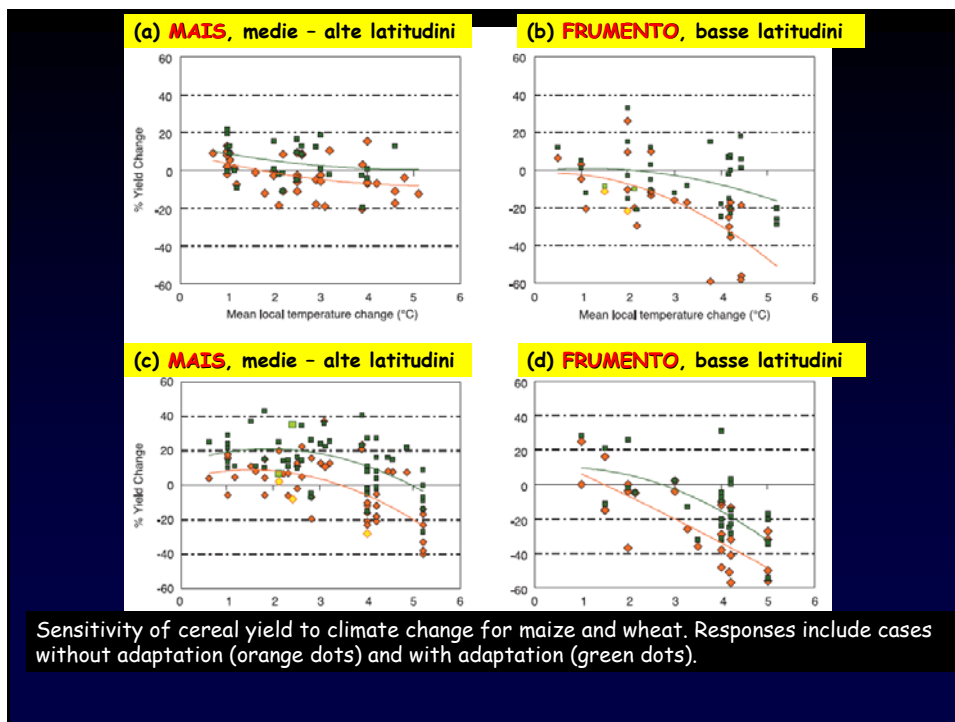 (a) MAIS, medie – alte latitudini
(b) FRUMENTO, basse latitudini
60
40
20
0
-20
-40
-60
% Yield Change
0 1 2 3 4 5 6
Mean local temperature change (°C)
60
40
20
0
-20
-40
-60
0 1 2 3 4 5 6
Mean local temperature change (°C)
(c) MAIS, medie – alte latitudini
(d) FRUMENTO, basse latitudini
60
40
20
0
-20
-40
-60
% Yield Change
0 1 2 3 4 5 6
60
40
20
0
-20
-40
-60
0 1 2 3 4 5 6
Sensitivity of cereal yield to climate change for maize and wheat. Responses include cases
without adaptation (orange dots) and with adaptation (green dots).